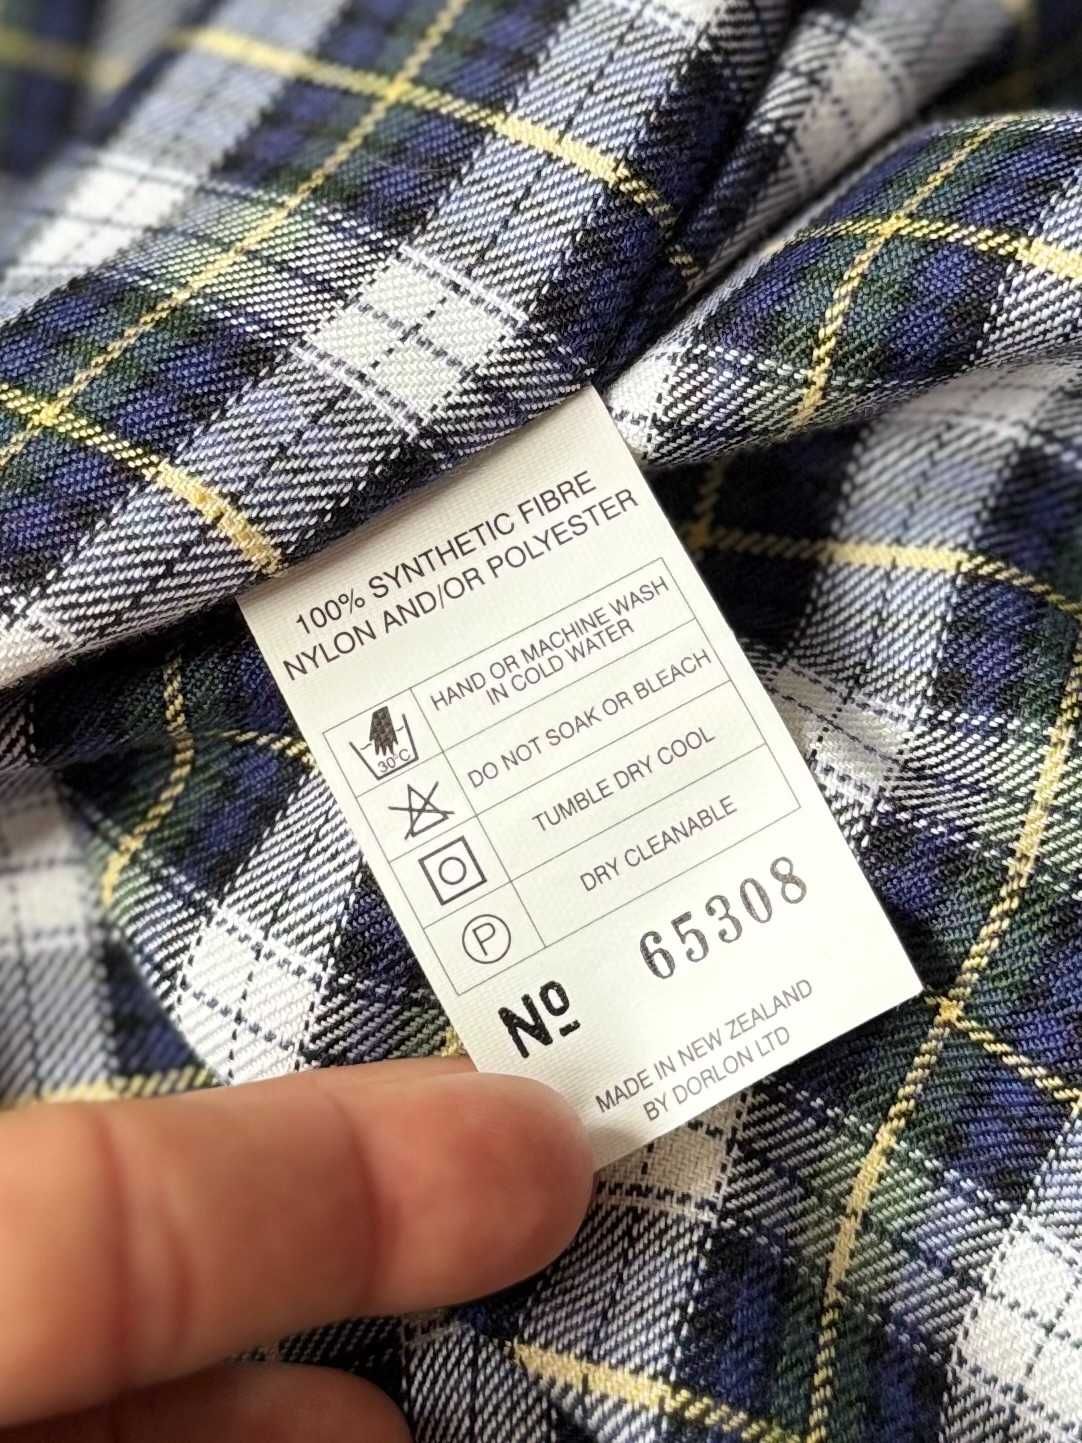 100% SYNTHETIC FIBRE
NYLON AND/OR POLYESTER
30°C
HAND OR MACHINE WASH
IN COLD WATER
DO NOT SOAK OR BLEACH
TUMBLE DRY COOL
P
DRY CLEANABLE
Nº 65308
MADE IN NEW ZEALAND
BY DORLON LTD